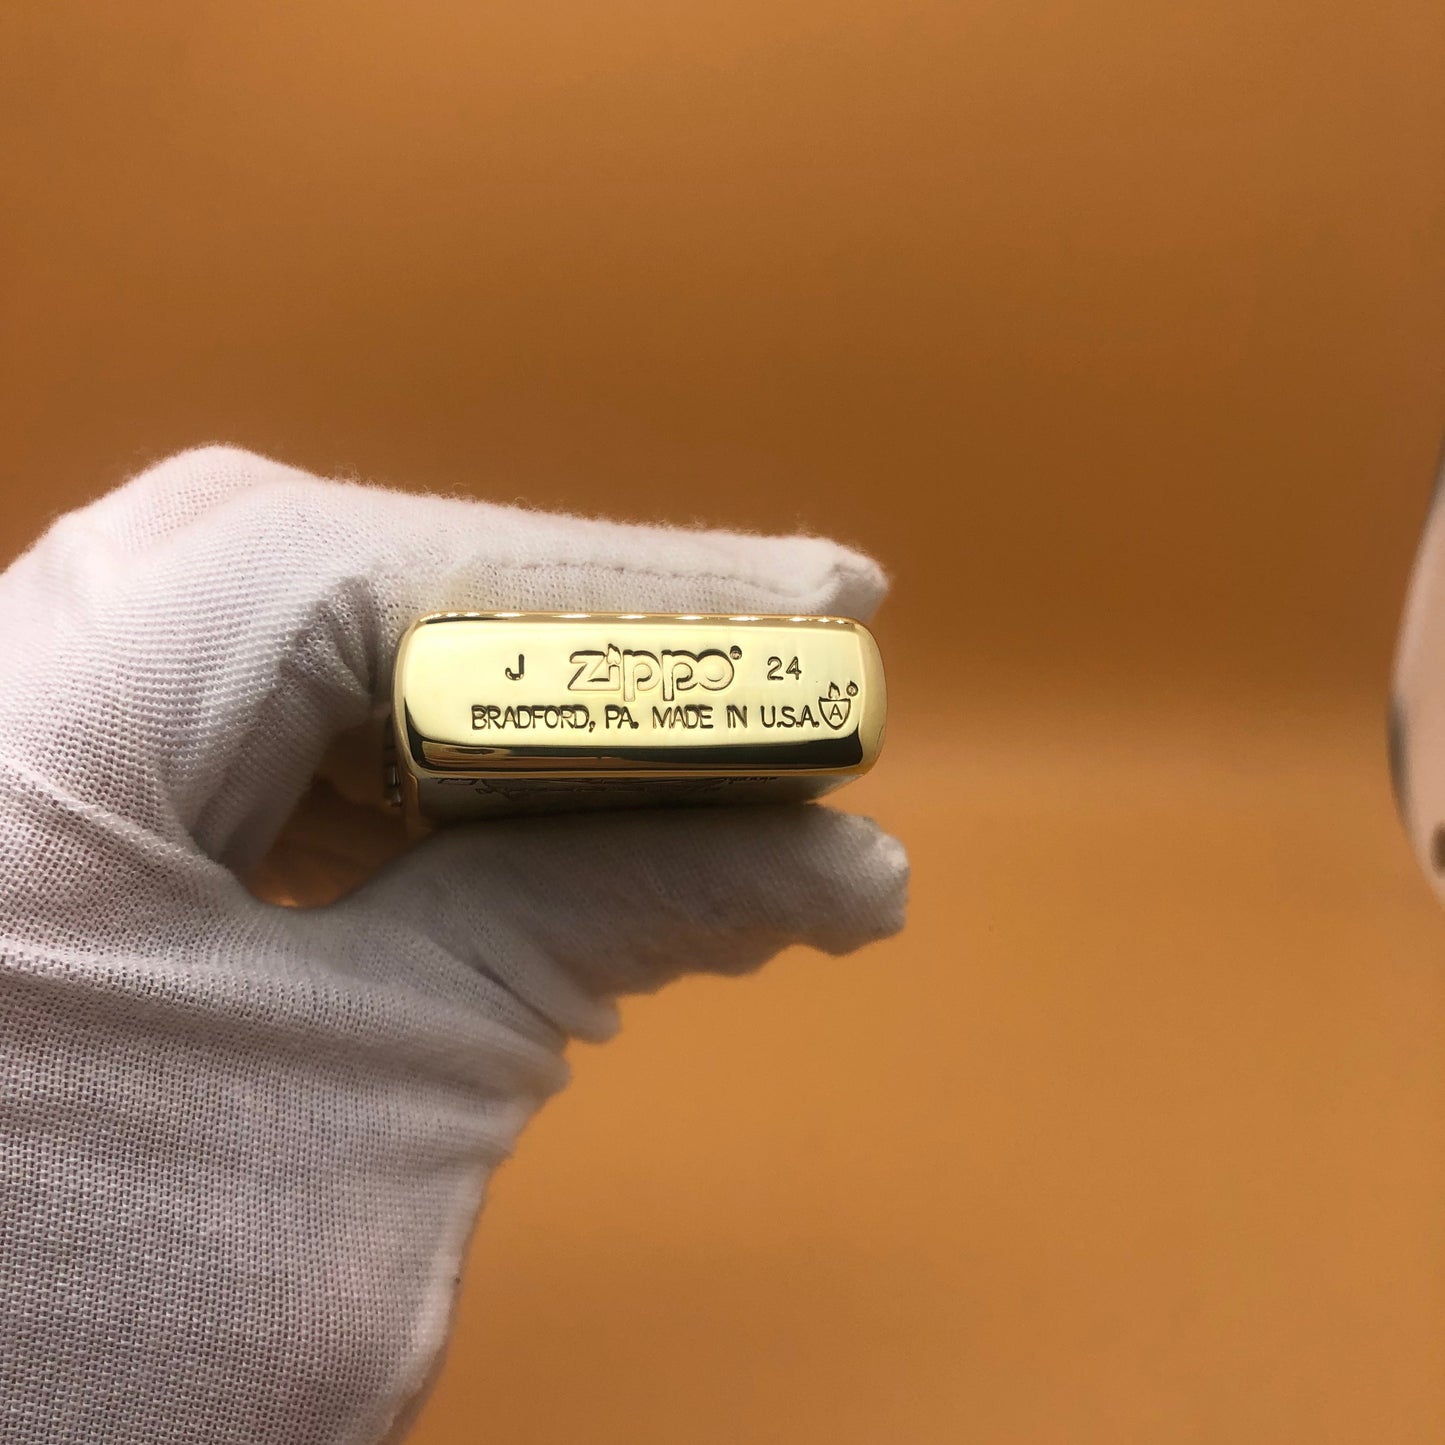 J zippo® 24
BRADFORD, PA. MADE IN U.S.A. A ®